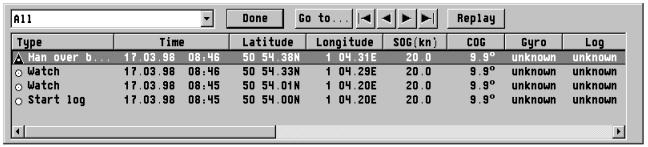 All Done Go to... Replay
Type Time Latitude Longitude SOG(kn) COG Gyro Log
Han over b... 17.03.98 08:46 50 54.38N 1 04.31E 20.0 9.9° unknown unknown
Watch 17.03.98 08:46 50 54.33N 1 04.29E 20.0 9.9° unknown unknown
Watch 17.03.98 08:45 50 54.01N 1 04.20E 20.0 9.9° unknown unknown
Start log 17.03.98 08:45 50 54.00N 1 04.20E 20.0 9.9° unknown unknown